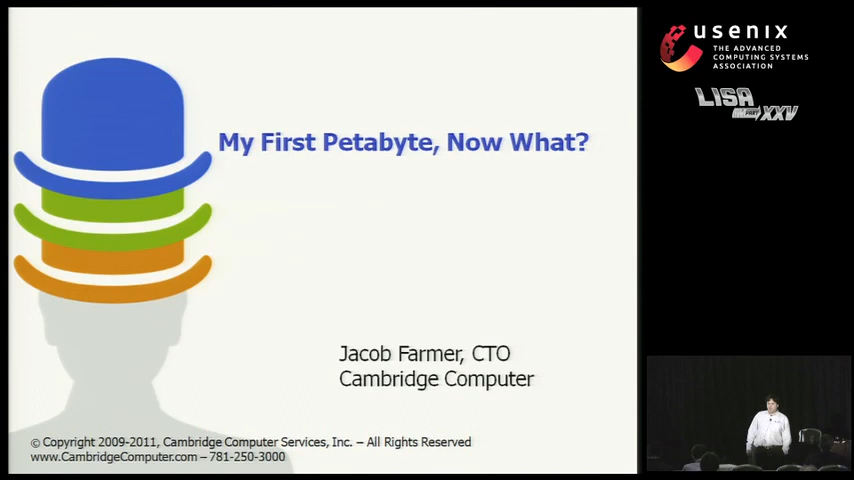 My First Petabyte, Now What?
Jacob Farmer, CTO
Cambridge Computer
© Copyright 2009-2011, Cambridge Computer Services, Inc. – All Rights Reserved
www.CambridgeComputer.com – 781-250-3000
usenix
THE ADVANCED
COMPUTING SYSTEMS
ASSOCIATION
LISA
PART XXV